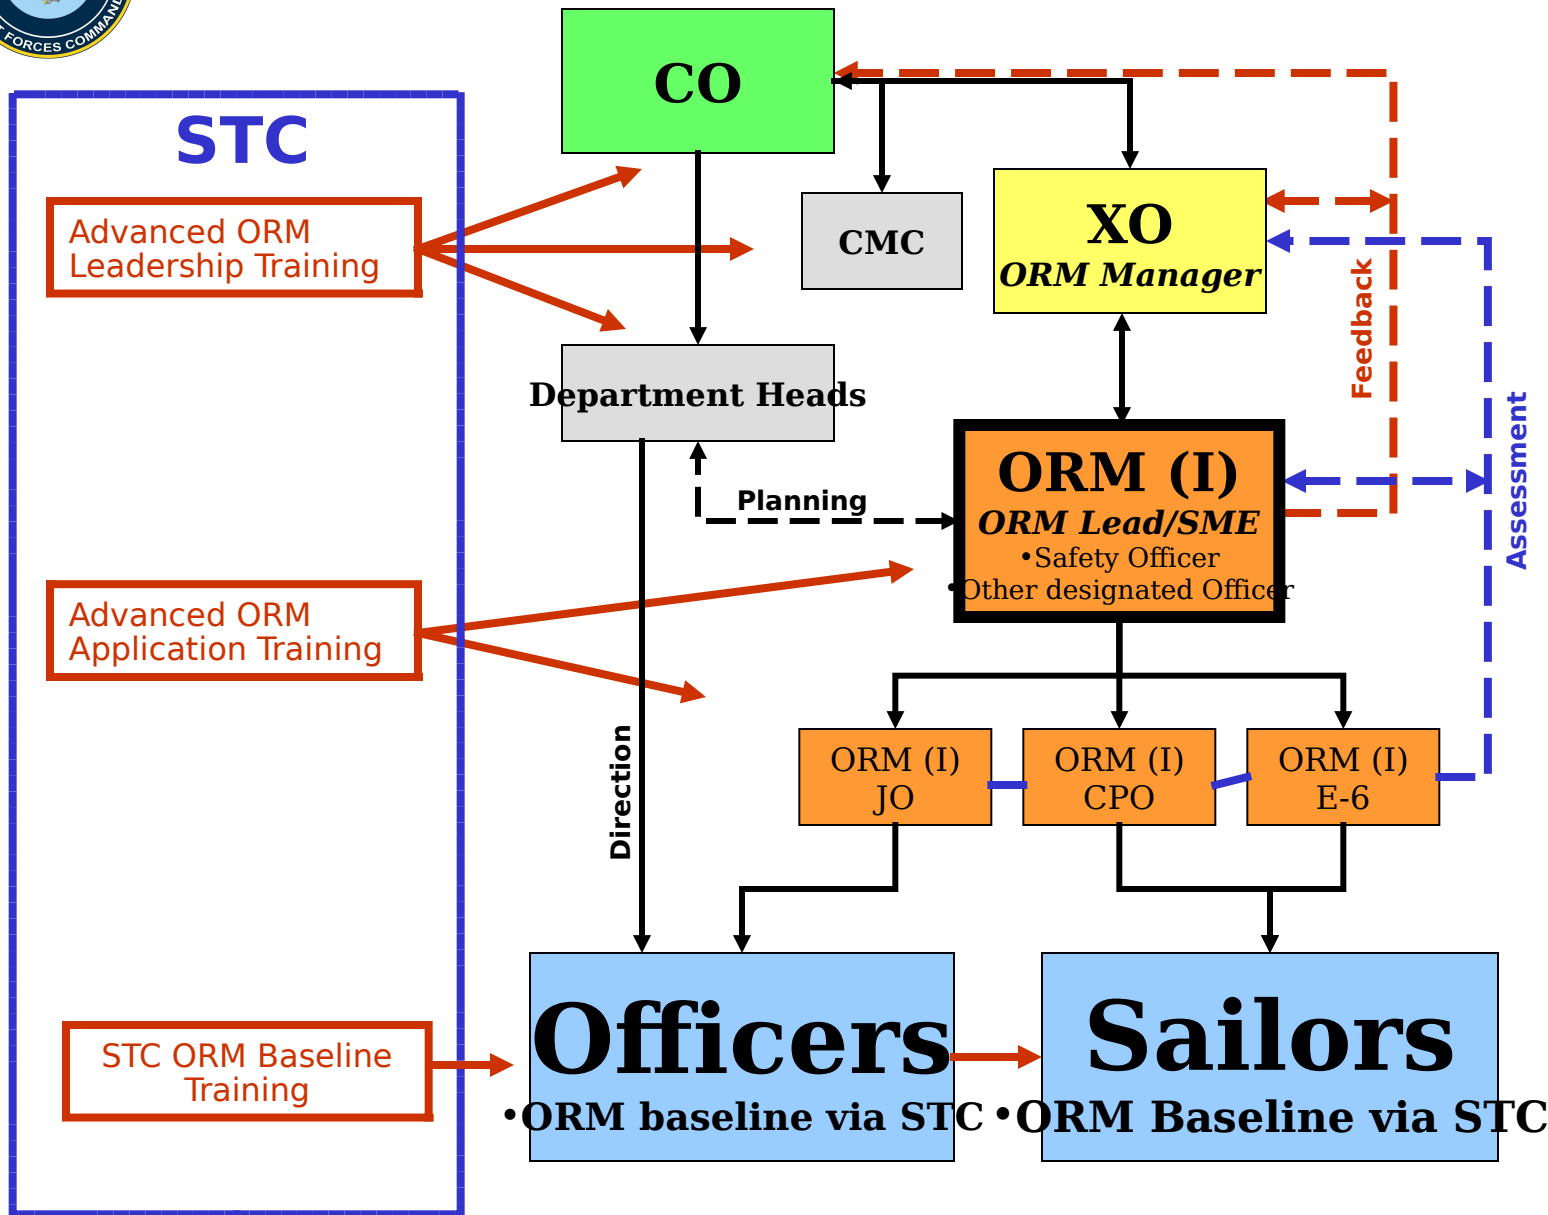 FORCES COMMAND
CO
STC
Advanced ORM
Leadership Training
CMC
XO
ORM Manager
Feedback
Department Heads
Assessment
Planning
ORM (I)
ORM Lead/SME
•Safety Officer
•Other designated Officer
Advanced ORM
Application Training
Direction
ORM (I)
JO
ORM (I)
CPO
ORM (I)
E-6
STC ORM Baseline
Training
Officers
•ORM baseline via STC
Sailors
•ORM Baseline via STC